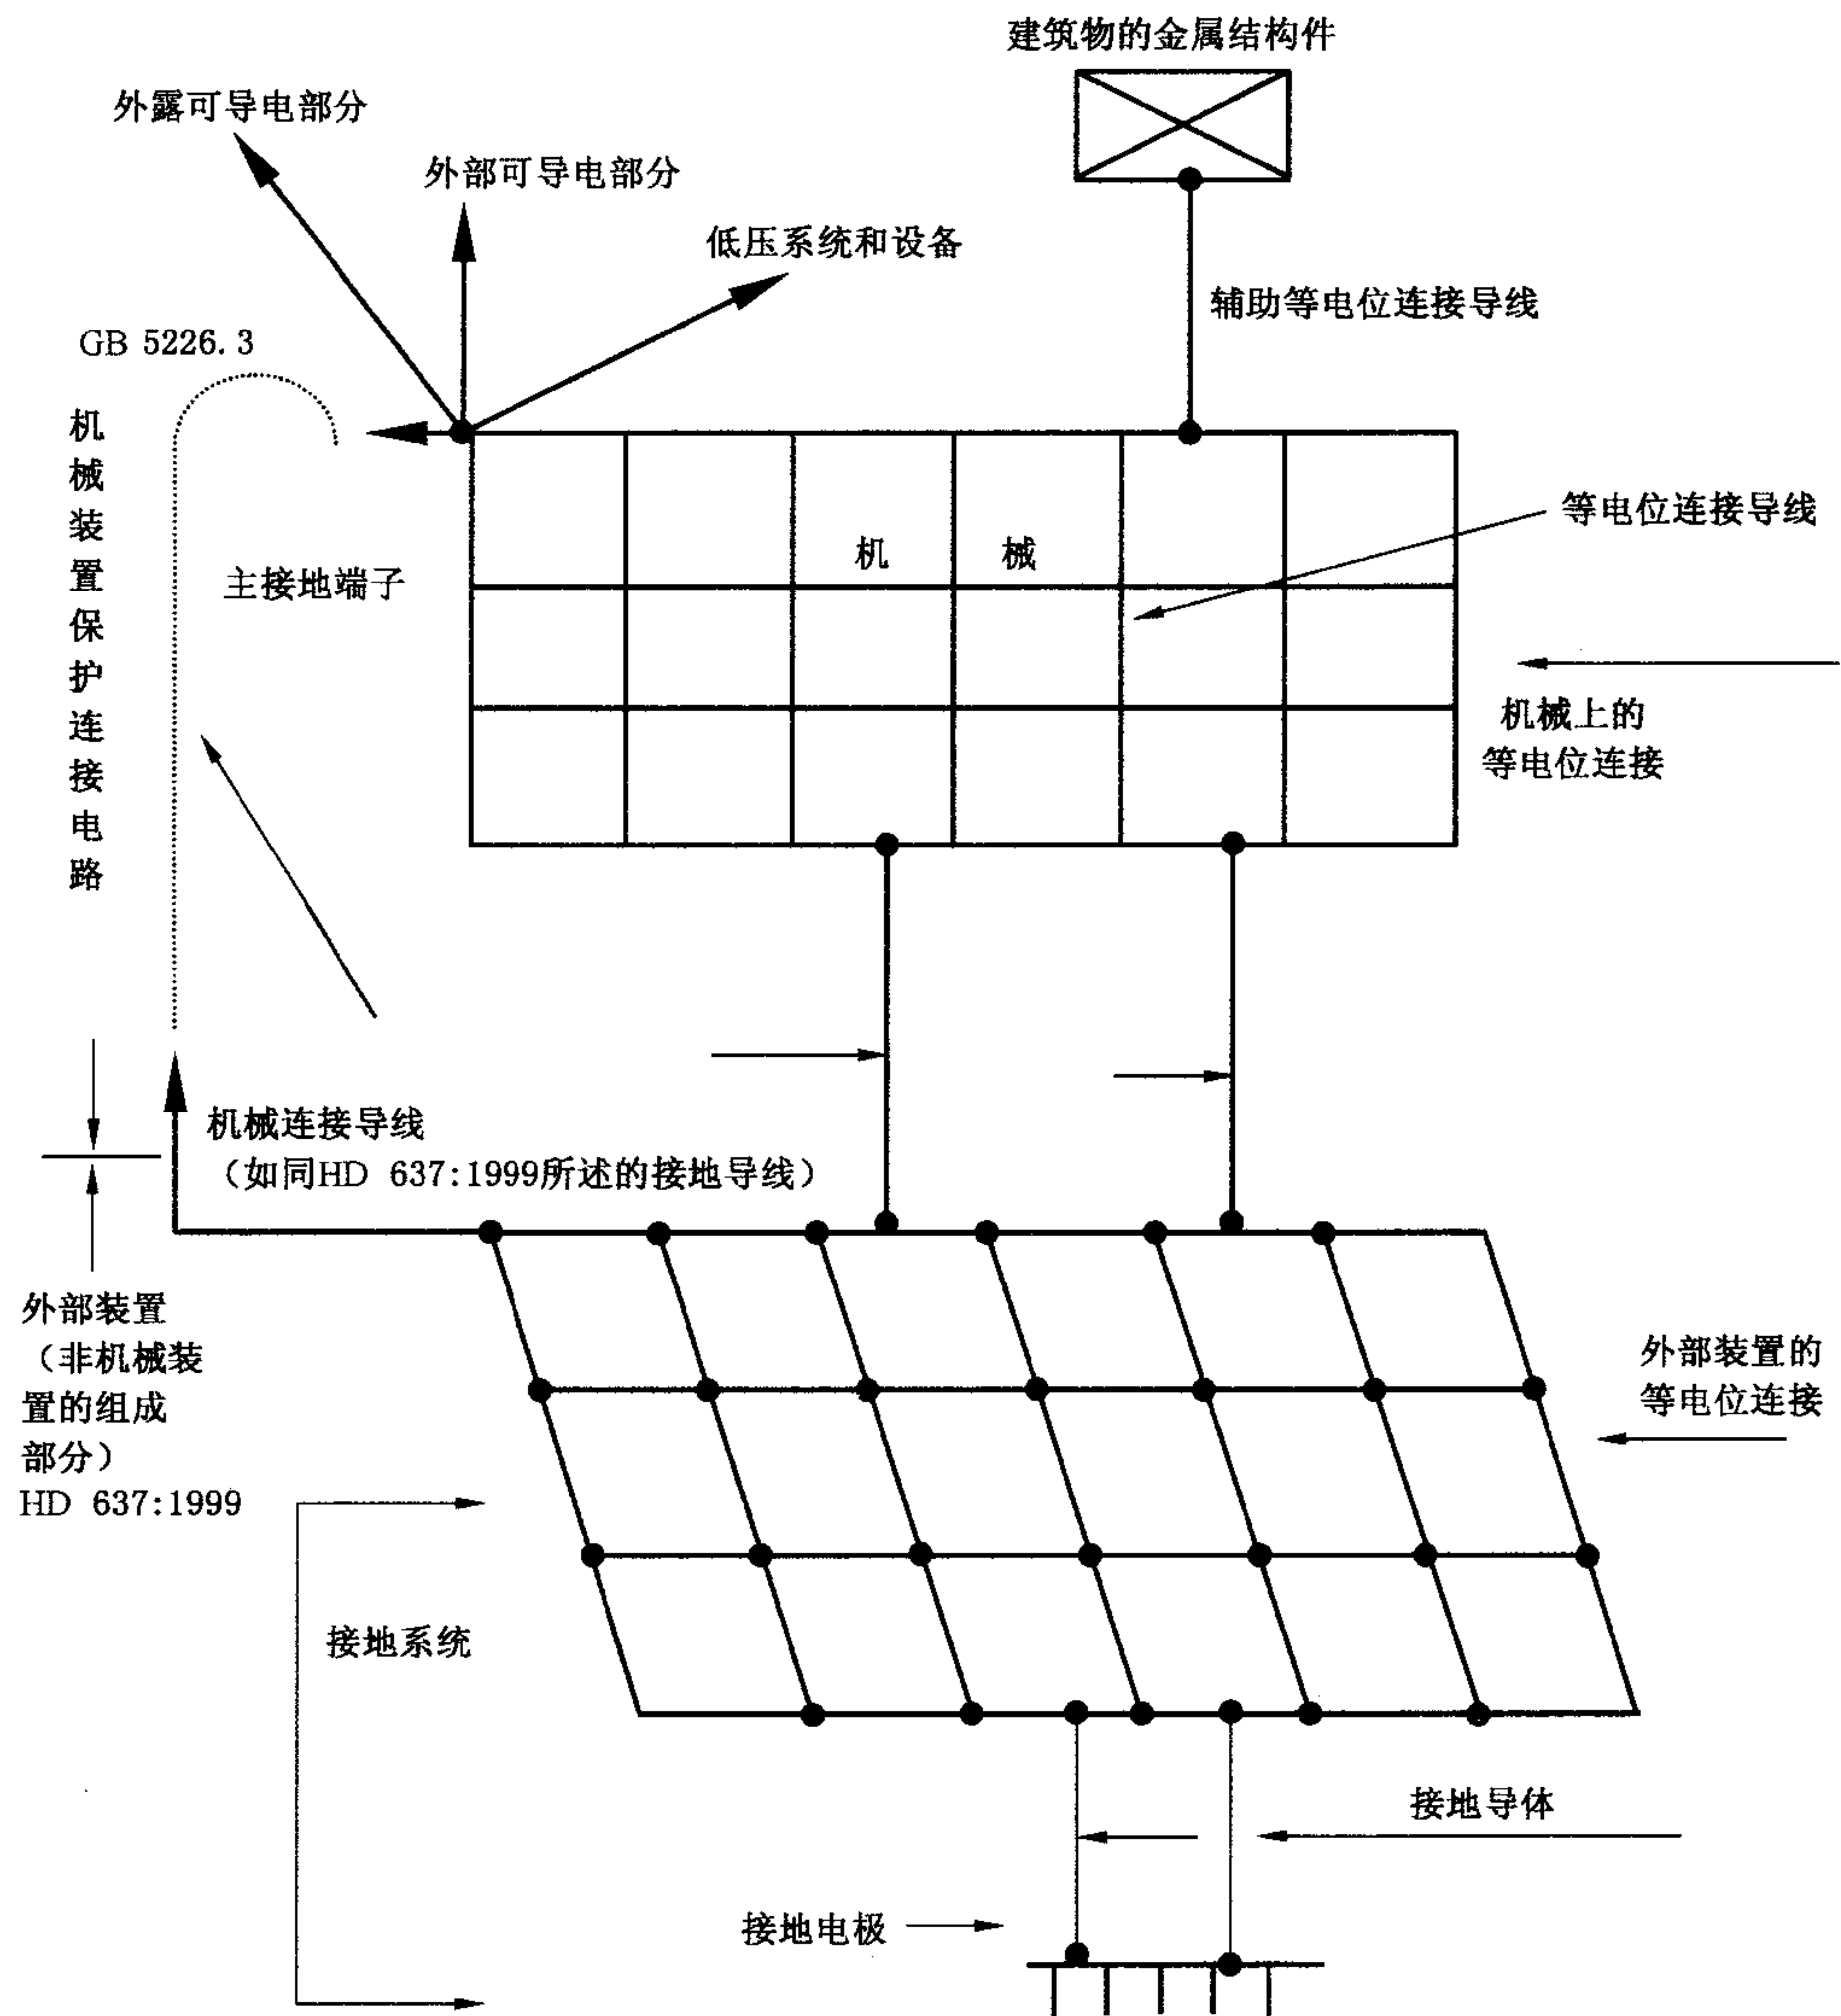 建筑物的金属结构件
外露可导电部分
外部可导电部分
低压系统和设备
辅助等电位连接导线
GB 5226.3
机械装置保护连接电路
等电位连接导线
机 械
主接地端子
机械上的
等电位连接
机械连接导线
（如同HD 637:1999所述的接地导线）
外部装置
（非机械装
置的组成
部分）
HD 637:1999
外部装置的
等电位连接
接地系统
接地导体
接地电极